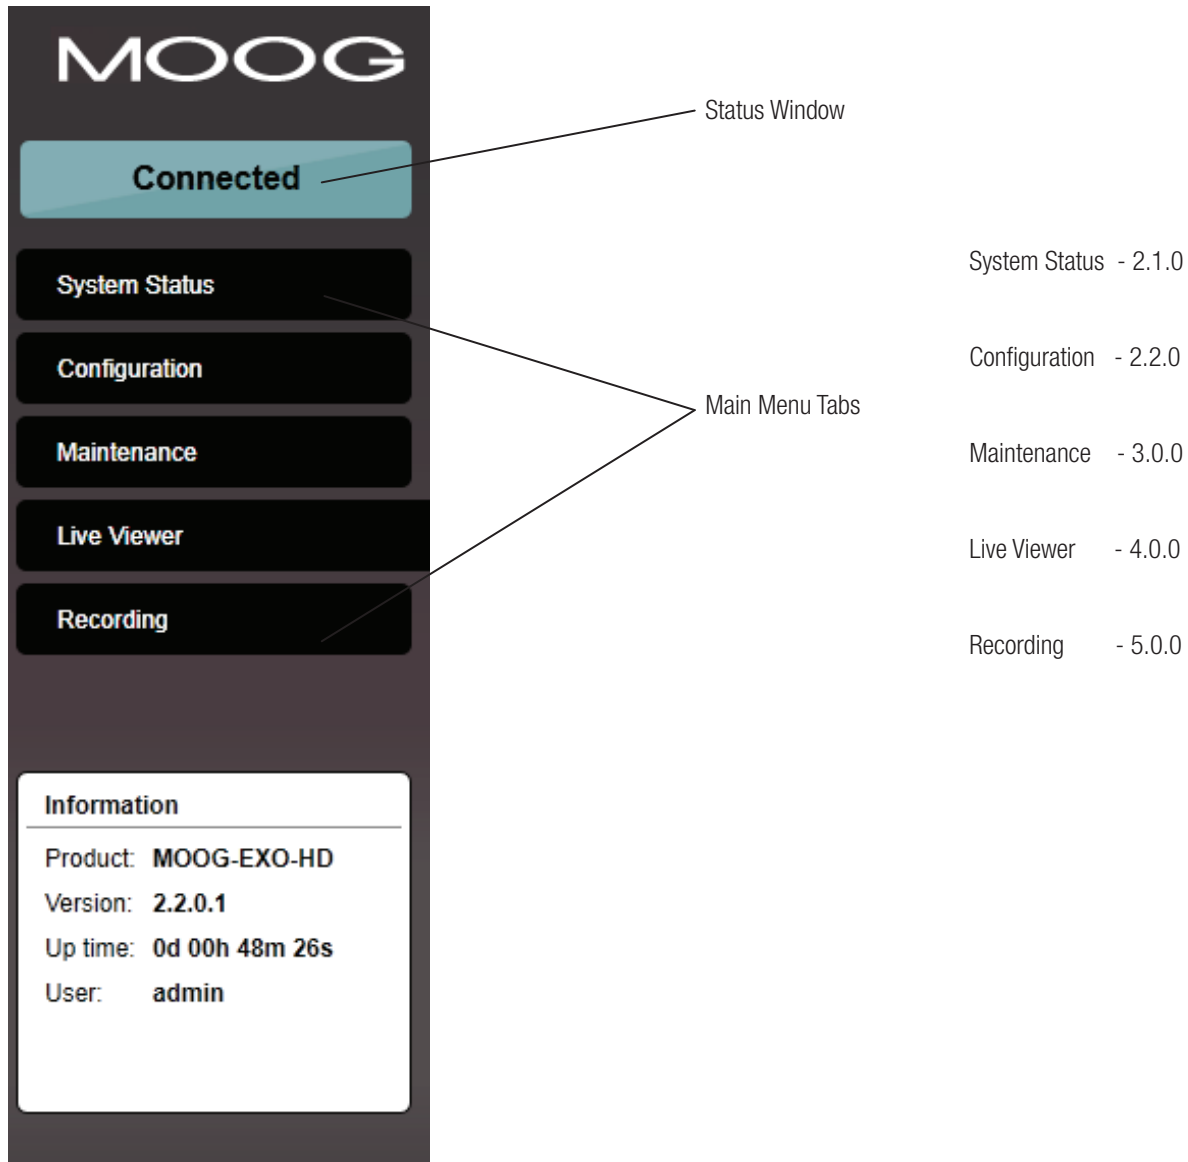 MOOG
Connected
System Status
Configuration
Maintenance
Live Viewer
Recording
Information
Product: MOOG-EXO-HD
Version: 2.2.0.1
Up time: 0d 00h 48m 26s
User: admin
Status Window
Main Menu Tabs
System Status - 2.1.0
Configuration - 2.2.0
Maintenance - 3.0.0
Live Viewer - 4.0.0
Recording - 5.0.0